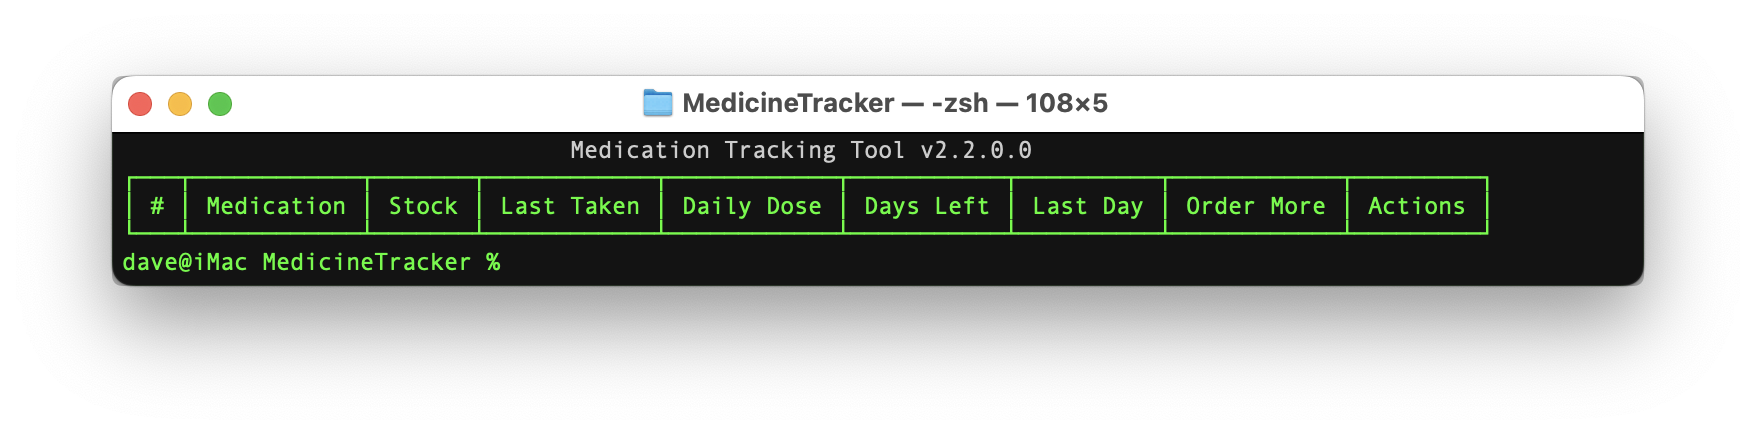 MedicineTracker — -zsh — 108×5
Medication Tracking Tool v2.2.0.0
# Medication Stock Last Taken Daily Dose Days Left Last Day Order More Actions
dave@iMac MedicineTracker %